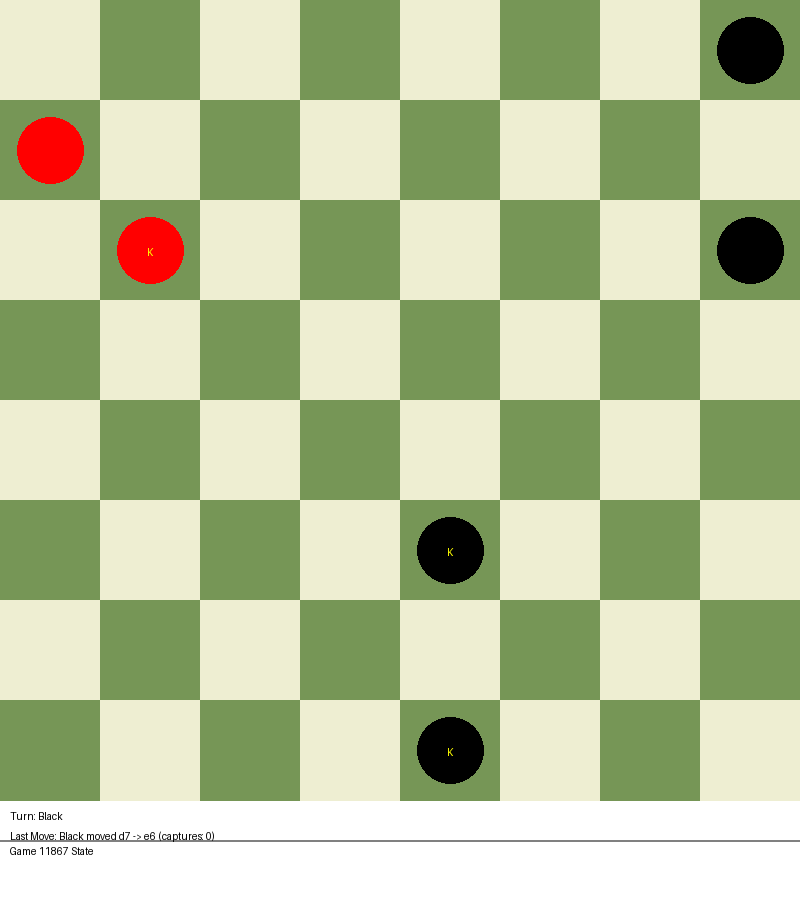 K
K
K
Turn: Black
Last Move: Black moved d7 -> e6 (captures: 0)
Game 11867 State